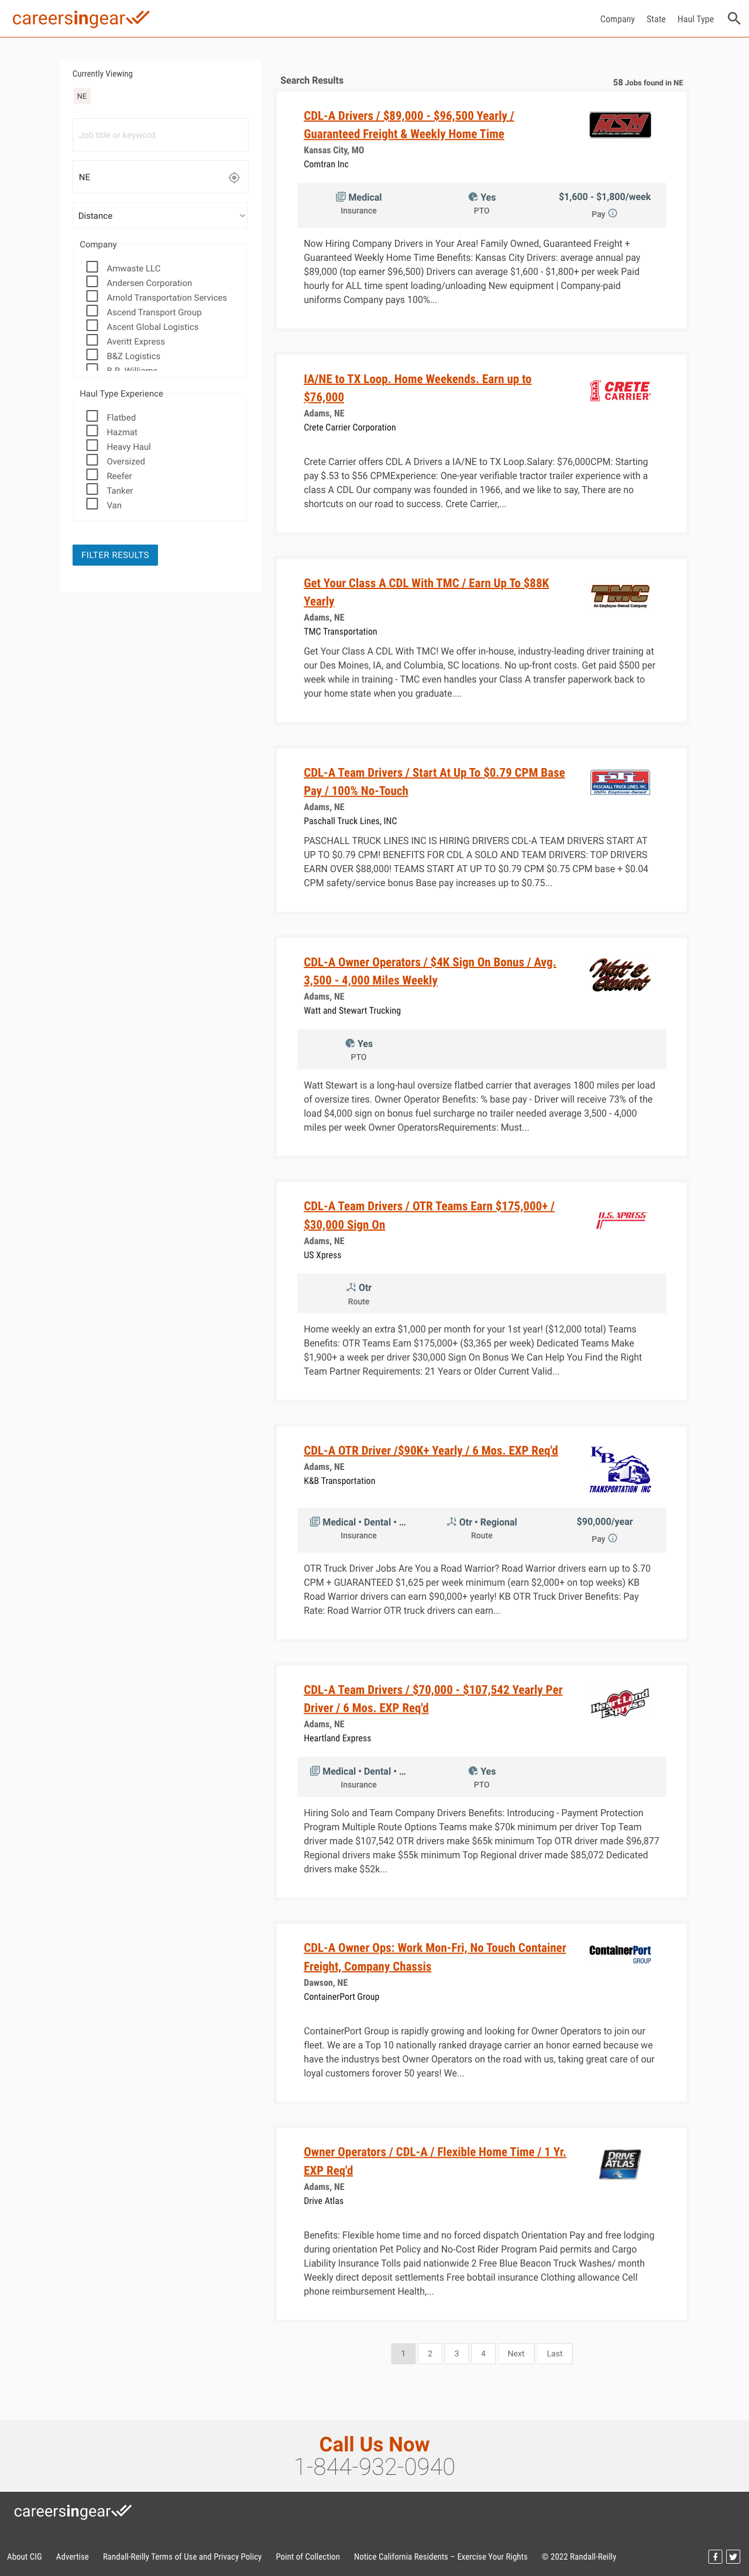 careersingear
Company State Haul Type
Currently Viewing
NE
Job title or keyword
NE
Distance
Company
Amwaste LLC
Andersen Corporation
Arnold Transportation Services
Ascend Transport Group
Ascent Global Logistics
Averitt Express
B&Z Logistics
B.R. Williams
Haul Type Experience
Flatbed
Hazmat
Heavy Haul
Oversized
Reefer
Tanker
Van
FILTER RESULTS
Search Results
58 Jobs found in NE
CDL-A Drivers / $89,000 - $96,500 Yearly /
Guaranteed Freight & Weekly Home Time
Kansas City, MO
Comtran Inc
RSM
Medical
Insurance
Yes
PTO
$1,600 - $1,800/week
Pay
Now Hiring Company Drivers in Your Area! Family Owned, Guaranteed Freight +
Guaranteed Weekly Home Time Benefits: Kansas City Drivers: average annual pay
$89,000 (top earner $96,500) Drivers can average $1,600 - $1,800+ per week Paid
hourly for ALL time spent loading/unloading New equipment | Company-paid
uniforms Company pays 100%...
IA/NE to TX Loop. Home Weekends. Earn up to
$76,000
Adams, NE
Crete Carrier Corporation
CRETE
CARRIER
Crete Carrier offers CDL A Drivers a IA/NE to TX Loop.Salary: $76,000CPM: Starting
pay $.53 to $56 CPMExperience: One-year verifiable tractor trailer experience with a
class A CDL Our company was founded in 1966, and we like to say, There are no
shortcuts on our road to success. Crete Carrier,...
Get Your Class A CDL With TMC / Earn Up To $88K
Yearly
Adams, NE
TMC Transportation
TMC
An Employee-Owned Company
Get Your Class A CDL With TMC! We offer in-house, industry-leading driver training at
our Des Moines, IA, and Columbia, SC locations. No up-front costs. Get paid $500 per
week while in training - TMC even handles your Class A transfer paperwork back to
your home state when you graduate....
CDL-A Team Drivers / Start At Up To $0.79 CPM Base
Pay / 100% No-Touch
Adams, NE
Paschall Truck Lines, INC
PTL
PASCHALL TRUCK LINES, INC.
100% Employee-Owned
PASCHALL TRUCK LINES INC IS HIRING DRIVERS CDL-A TEAM DRIVERS START AT
UP TO $0.79 CPM! BENEFITS FOR CDL A SOLO AND TEAM DRIVERS: TOP DRIVERS
EARN OVER $88,000! TEAMS START AT UP TO $0.79 CPM $0.75 CPM base + $0.04
CPM safety/service bonus Base pay increases up to $0.75...
CDL-A Owner Operators / $4K Sign On Bonus / Avg.
3,500 - 4,000 Miles Weekly
Adams, NE
Watt and Stewart Trucking
Watt &
Stewart
Yes
PTO
Watt Stewart is a long-haul oversize flatbed carrier that averages 1800 miles per load
of oversize tires. Owner Operator Benefits: % base pay - Driver will receive 73% of the
load $4,000 sign on bonus fuel surcharge no trailer needed average 3,500 - 4,000
miles per week Owner OperatorsRequirements: Must...
CDL-A Team Drivers / OTR Teams Earn $175,000+ /
$30,000 Sign On
Adams, NE
US Xpress
U.S. XPRESS
Otr
Route
Home weekly an extra $1,000 per month for your 1st year! ($12,000 total) Teams
Benefits: OTR Teams Earn $175,000+ ($3,365 per week) Dedicated Teams Make
$1,900+ a week per driver $30,000 Sign On Bonus We Can Help You Find the Right
Team Partner Requirements: 21 Years or Older Current Valid...
CDL-A OTR Driver /$90K+ Yearly / 6 Mos. EXP Req'd
Adams, NE
K&B Transportation
KB
TRANSPORTATION INC
Medical • Dental • ...
Insurance
Otr • Regional
Route
$90,000/year
Pay
OTR Truck Driver Jobs Are You a Road Warrior? Road Warrior drivers earn up to $.70
CPM + GUARANTEED $1,625 per week minimum (earn $2,000+ on top weeks) KB
Road Warrior drivers can earn $90,000+ yearly! KB OTR Truck Driver Benefits: Pay
Rate: Road Warrior OTR truck drivers can earn...
CDL-A Team Drivers / $70,000 - $107,542 Yearly Per
Driver / 6 Mos. EXP Req'd
Adams, NE
Heartland Express
HeartLand
Express
Medical • Dental • ...
Insurance
Yes
PTO
Hiring Solo and Team Company Drivers Benefits: Introducing - Payment Protection
Program Multiple Route Options Teams make $70k minimum per driver Top Team
driver made $107,542 OTR drivers make $65k minimum Top OTR driver made $96,877
Regional drivers make $55k minimum Top Regional driver made $85,072 Dedicated
drivers make $52k...
CDL-A Owner Ops: Work Mon-Fri, No Touch Container
Freight, Company Chassis
Dawson, NE
ContainerPort Group
ContainerPort
GROUP
ContainerPort Group is rapidly growing and looking for Owner Operators to join our
fleet. We are a Top 10 nationally ranked drayage carrier an honor earned because we
have the industrys best Owner Operators on the road with us, taking great care of our
loyal customers forover 50 years! We...
Owner Operators / CDL-A / Flexible Home Time / 1 Yr.
EXP Req'd
Adams, NE
Drive Atlas
DRIVE
ATLAS
Benefits: Flexible home time and no forced dispatch Orientation Pay and free lodging
during orientation Pet Policy and No-Cost Rider Program Paid permits and Cargo
Liability Insurance Tolls paid nationwide 2 Free Blue Beacon Truck Washes/ month
Weekly direct deposit settlements Free bobtail insurance Clothing allowance Cell
phone reimbursement Health,...
1 2 3 4 Next Last
Call Us Now
1-844-932-0940
careersingear
About CIG Advertise Randall-Reilly Terms of Use and Privacy Policy Point of Collection Notice California Residents – Exercise Your Rights © 2022 Randall-Reilly